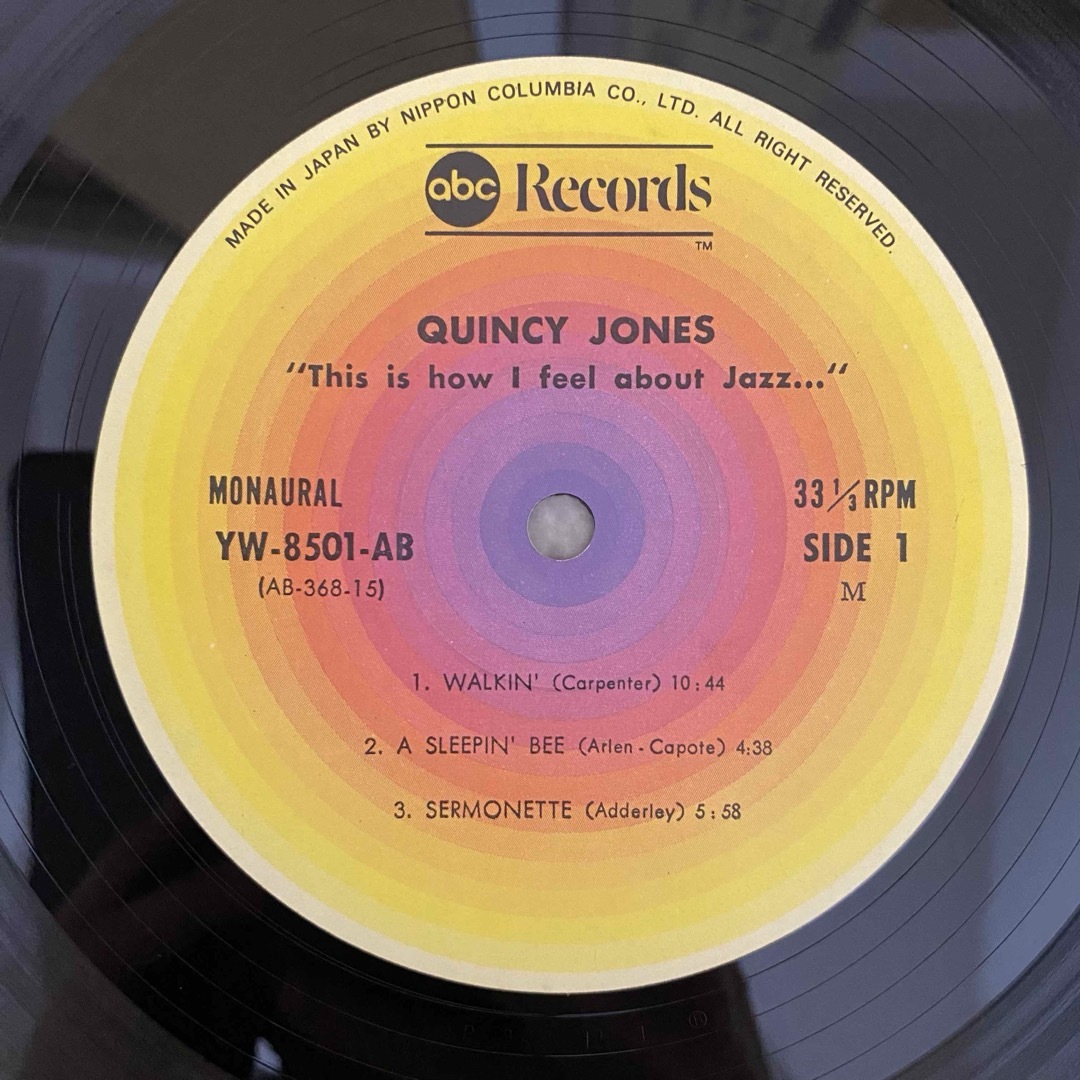 MADE IN JAPAN BY NIPPON COLUMBIA CO., LTD. ALL RIGHT RESERVED.
abc Records
TM
QUINCY JONES
"This is how I feel about Jazz..."
MONAURAL
33 1/3 RPM
YW-8501-AB
SIDE 1
(AB-368-15)
M
1. WALKIN' (Carpenter) 10:44
2. A SLEEPIN' BEE (Arlen - Capote) 4:38
3. SERMONETTE (Adderley) 5:58